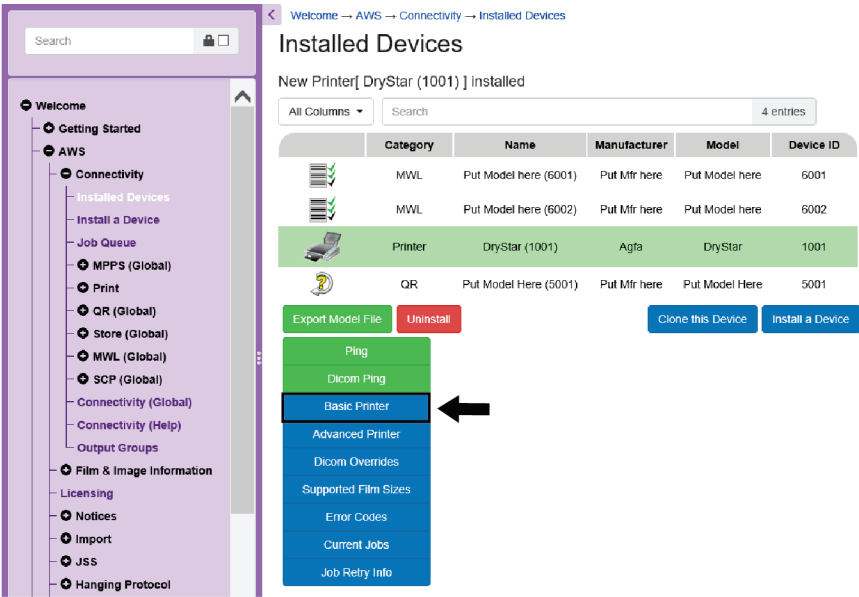 Search
Welcome
Getting Started
AWS
Connectivity
Installed Devices
Install a Device
Job Queue
MPPS (Global)
Print
QR (Global)
Store (Global)
MWL (Global)
SCP (Global)
Connectivity (Global)
Connectivity (Help)
Output Groups
Film & Image Information
Licensing
Notices
Import
JSS
Hanging Protocol
Welcome → AWS → Connectivity → Installed Devices
Installed Devices
New Printer[ DryStar (1001) ] installed
All Columns Search 4 entries
Category Name Manufacturer Model Device ID
MWL Put Model here (6001) Put Mfr here Put Model here 6001
MWL Put Model here (6002) Put Mfr here Put Model here 6002
Printer DryStar (1001) Agfa DryStar 1001
QR Put Model Here (5001) Put Mfr here Put Model Here 5001
Export Model File Uninstall Clone this Device Install a Device
Ping
Dicom Ping
Basic Printer
Advanced Printer
Dicom Overrides
Supported Film Sizes
Error Codes
Current Jobs
Job Retry Info